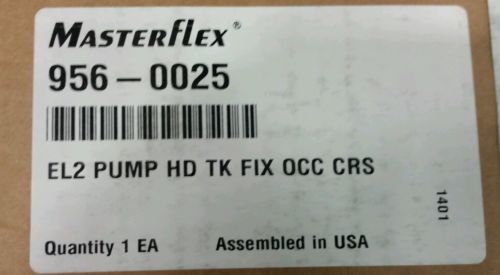 MASTERFLEX®
956-0025
EL2 PUMP HD TK FIX OCC CRS
1401
Quantity 1 EA Assembled in USA